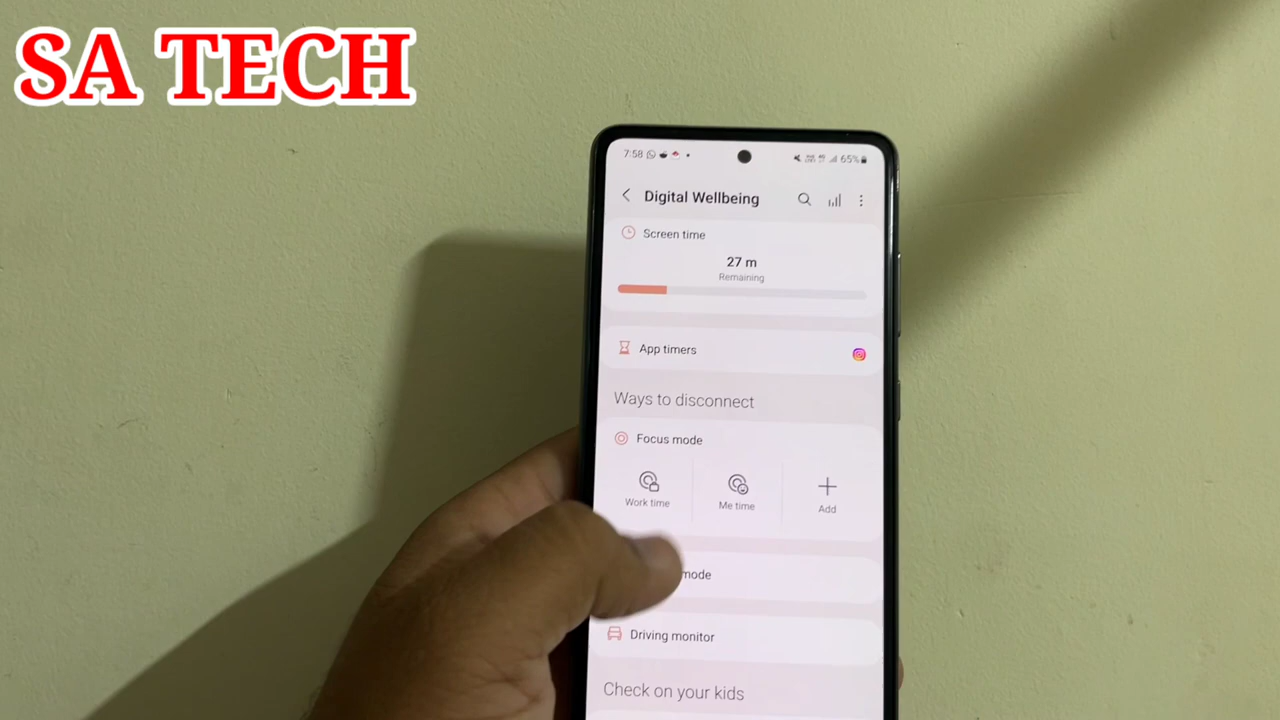 SA TECH
7:58
65%
Digital Wellbeing
Screen time
27 m
Remaining
App timers
Ways to disconnect
Focus mode
Work time
Me time
Add
mode
Driving monitor
Check on your kids